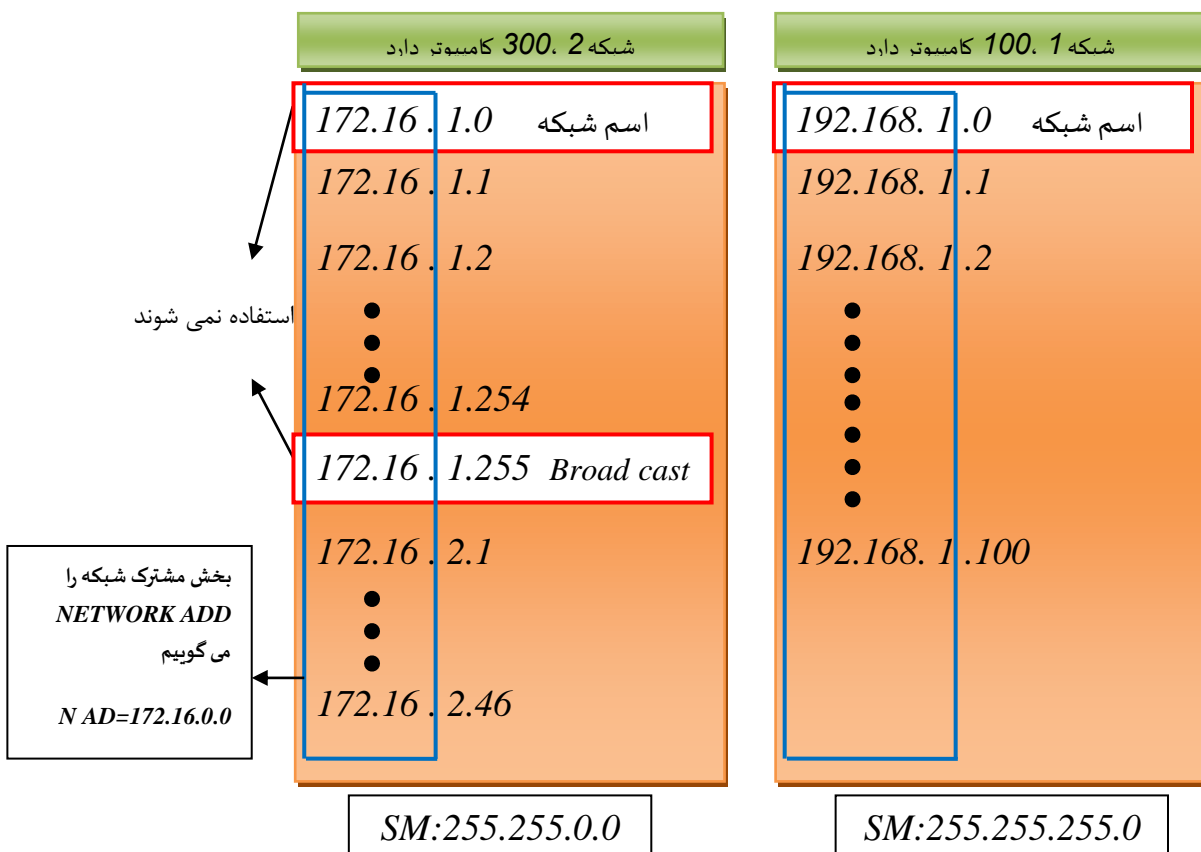 شبکه 1 ،100 کامپیوتر دارد
192.168. 1 .0 اسم شبکه
192.168. 1 .1
192.168. 1 .2
192.168. 1 .100
SM:255.255.255.0
شبکه 2 ،300 کامپیوتر دارد
172.16 . 1.0 اسم شبکه
172.16 . 1.1
172.16 . 1.2
172.16 . 1.254
172.16 . 1.255 Broad cast
172.16 . 2.1
172.16 . 2.46
SM:255.255.0.0
استفاده نمی شوند
بخش مشترک شبکه را
NETWORK ADD
می گوییم
N AD=172.16.0.0